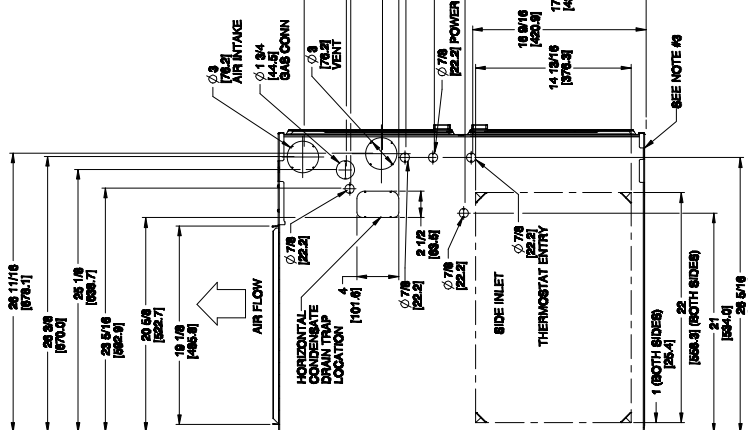 26 11/16
[678.1]
26 3/8
[670.0]
25 1/8
[638.7]
23 5/16
[592.9]
20 5/8
[522.7]
19 1/8
[485.8]
AIR FLOW
Ø 3
[76.2]
AIR INTAKE
Ø 1 3/4
[44.5]
GAS CONN
Ø 3
[76.2]
VENT
Ø 7/8
[22.2] POWER
16 9/16
[420.9]
14 13/16
[376.3]
SEE NOTE #3
Ø 7/8
[22.2]
HORIZONTAL
CONDENSATE
DRAIN TRAP
LOCATION
4
[101.6]
Ø 7/8
[22.2]
2 1/2
[63.5]
Ø 7/8
[22.2]
Ø 7/8
[22.2]
SIDE INLET
THERMOSTAT ENTRY
1 (BOTH SIDES)
[25.4]
22
[558.3] (BOTH SIDES)
21
[534.0]
26 5/16